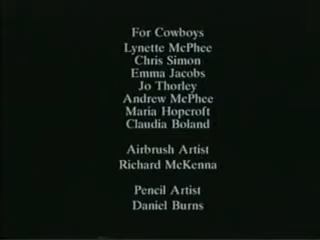 For Cowboys
Lynette McPhee
Chris Simon
Emma Jacobs
Jo Thorley
Andrew McPhee
Maria Hopcroft
Claudia Boland
Airbrush Artist
Richard McKenna
Pencil Artist
Daniel Burns